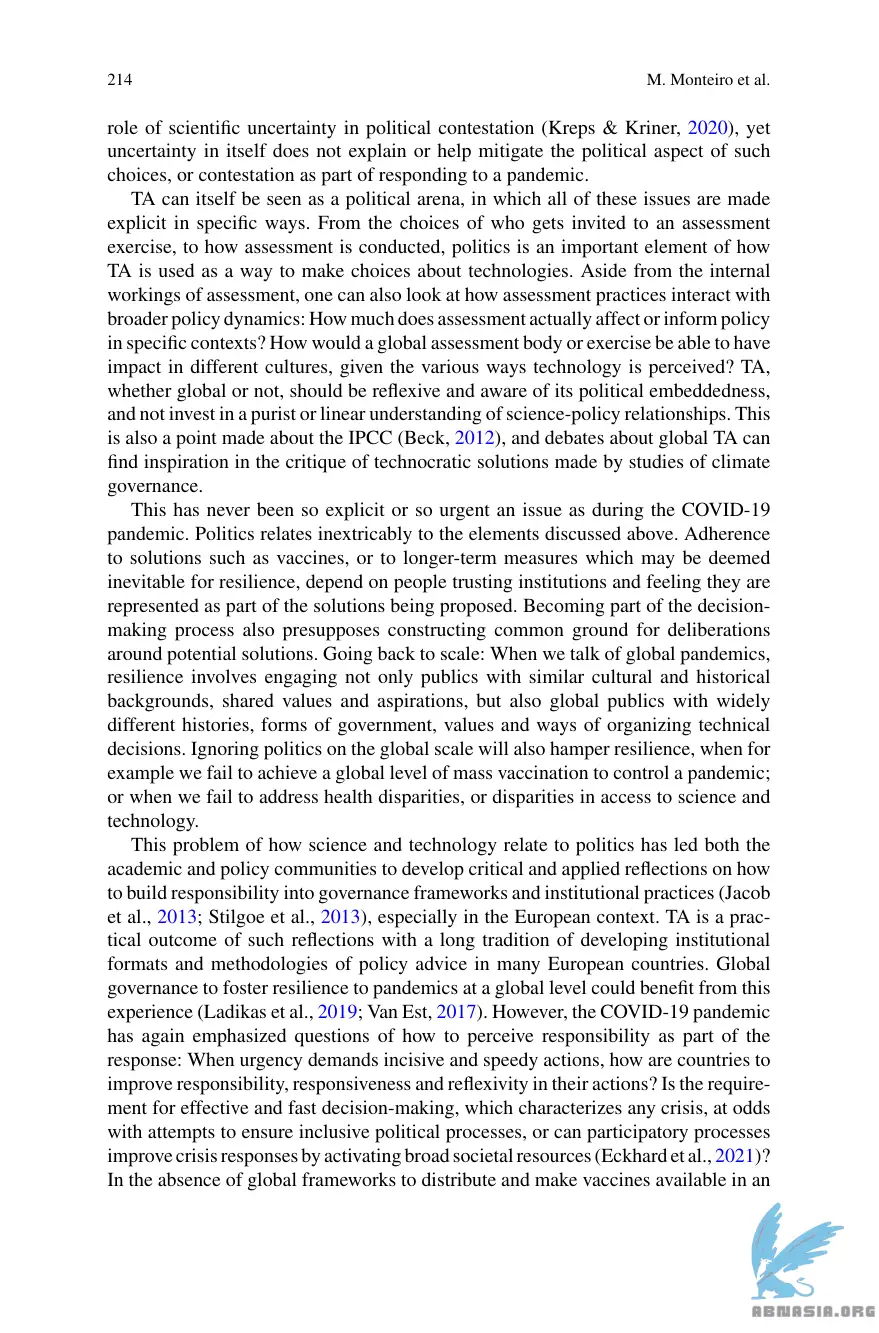 214
M. Monteiro et al.
role of scientific uncertainty in political contestation (Kreps & Kriner, 2020), yet
uncertainty in itself does not explain or help mitigate the political aspect of such
choices, or contestation as part of responding to a pandemic.
TA can itself be seen as a political arena, in which all of these issues are made
explicit in specific ways. From the choices of who gets invited to an assessment
exercise, to how assessment is conducted, politics is an important element of how
TA is used as a way to make choices about technologies. Aside from the internal
workings of assessment, one can also look at how assessment practices interact with
broader policy dynamics: How much does assessment actually affect or inform policy
in specific contexts? How would a global assessment body or exercise be able to have
impact in different cultures, given the various ways technology is perceived? TA,
whether global or not, should be reflexive and aware of its political embeddedness,
and not invest in a purist or linear understanding of science-policy relationships. This
is also a point made about the IPCC (Beck, 2012), and debates about global TA can
find inspiration in the critique of technocratic solutions made by studies of climate
governance.
This has never been so explicit or so urgent an issue as during the COVID-19
pandemic. Politics relates inextricably to the elements discussed above. Adherence
to solutions such as vaccines, or to longer-term measures which may be deemed
inevitable for resilience, depend on people trusting institutions and feeling they are
represented as part of the solutions being proposed. Becoming part of the decision-
making process also presupposes constructing common ground for deliberations
around potential solutions. Going back to scale: When we talk of global pandemics,
resilience involves engaging not only publics with similar cultural and historical
backgrounds, shared values and aspirations, but also global publics with widely
different histories, forms of government, values and ways of organizing technical
decisions. Ignoring politics on the global scale will also hamper resilience, when for
example we fail to achieve a global level of mass vaccination to control a pandemic;
or when we fail to address health disparities, or disparities in access to science and
technology.
This problem of how science and technology relate to politics has led both the
academic and policy communities to develop critical and applied reflections on how
to build responsibility into governance frameworks and institutional practices (Jacob
et al., 2013; Stilgoe et al., 2013), especially in the European context. TA is a prac-
tical outcome of such reflections with a long tradition of developing institutional
formats and methodologies of policy advice in many European countries. Global
governance to foster resilience to pandemics at a global level could benefit from this
experience (Ladikas et al., 2019; Van Est, 2017). However, the COVID-19 pandemic
has again emphasized questions of how to perceive responsibility as part of the
response: When urgency demands incisive and speedy actions, how are countries to
improve responsibility, responsiveness and reflexivity in their actions? Is the require-
ment for effective and fast decision-making, which characterizes any crisis, at odds
with attempts to ensure inclusive political processes, or can participatory processes
improve crisis responses by activating broad societal resources (Eckhard et al., 2021)?
In the absence of global frameworks to distribute and make vaccines available in an
ABNASIA.ORG